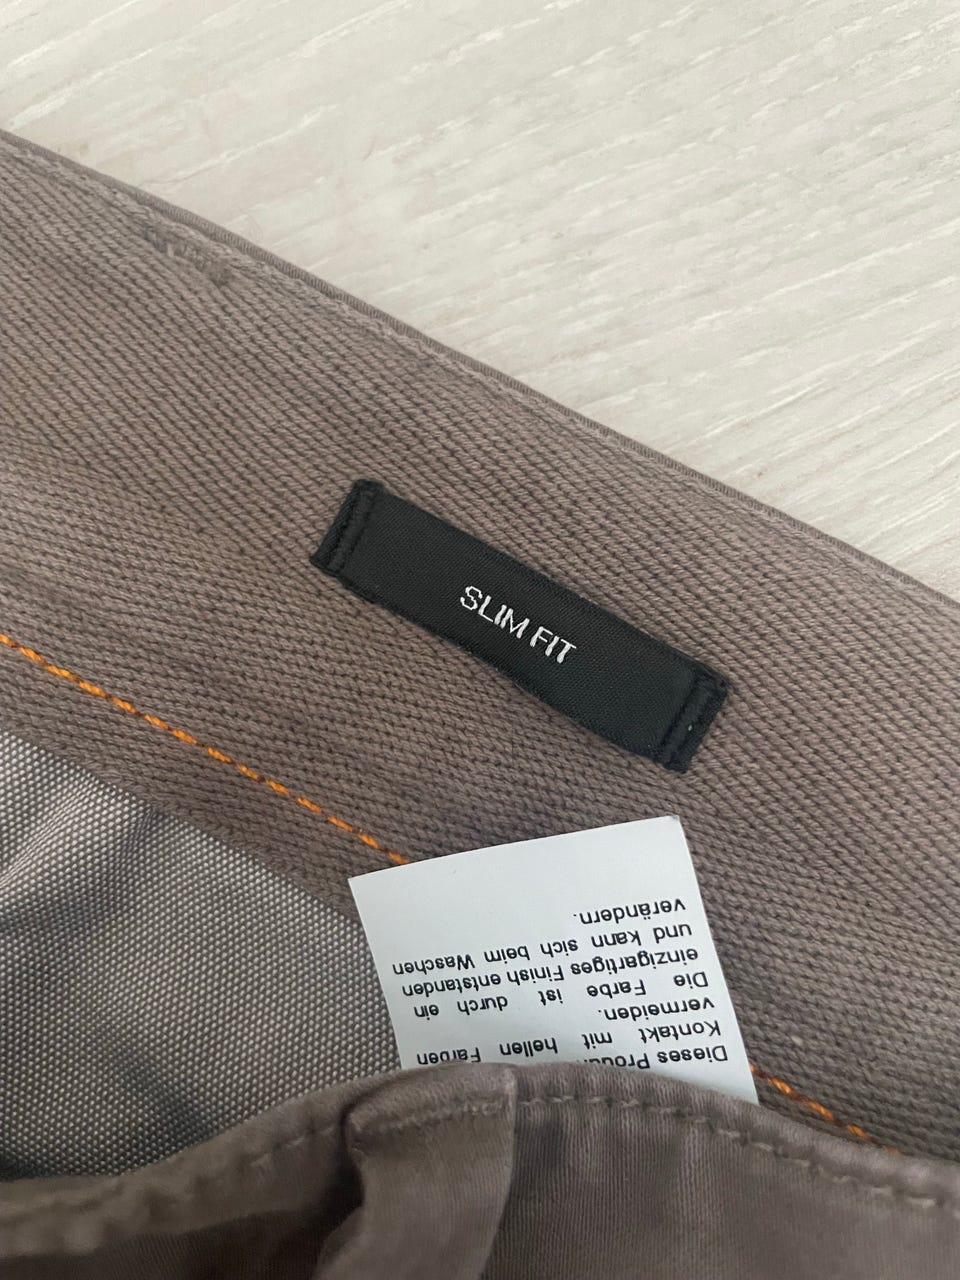 SLIM FIT
Dieses
Kontakt mit hellen Farben
vermeiden.
Die Farbe ist durch ein
einzigartiges Finish entstanden
und kann sich beim Waschen
verändern.